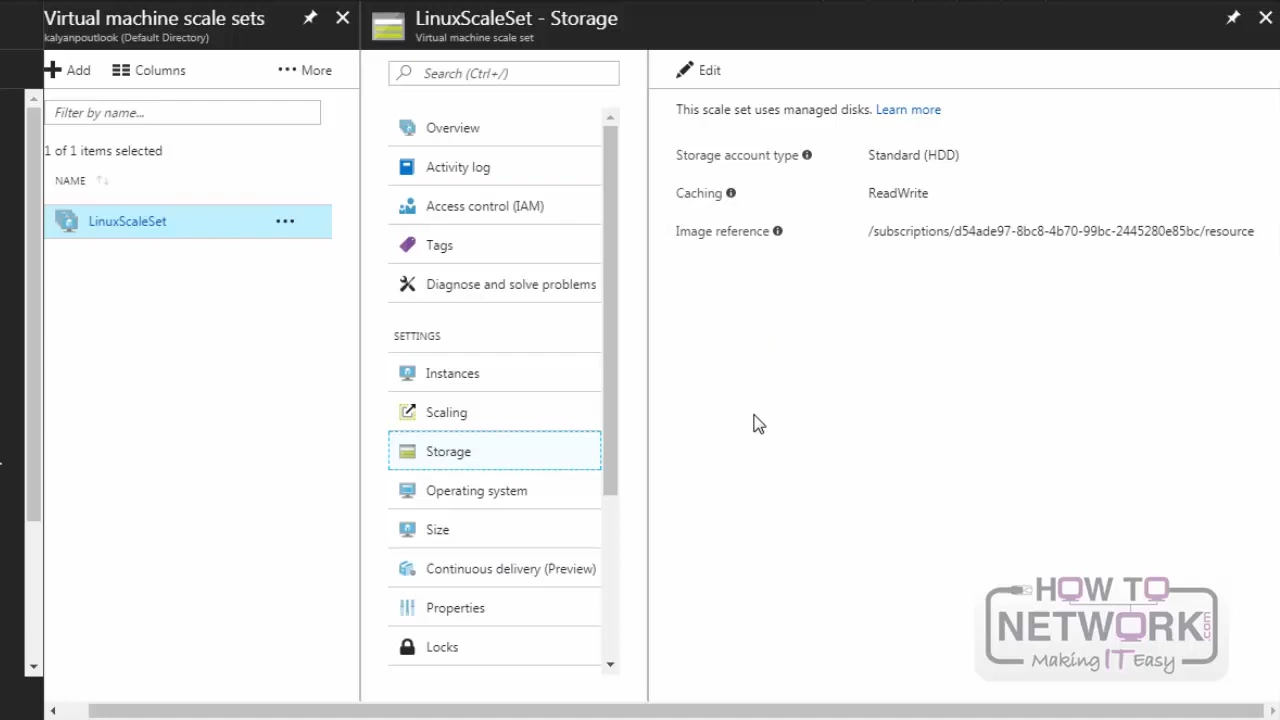 Virtual machine scale sets
kalyanpoutlook (Default Directory)
Add
Columns
More
Filter by name...
1 of 1 items selected
NAME
LinuxScaleSet
LinuxScaleSet - Storage
Virtual machine scale set
Search (Ctrl+/)
Overview
Activity log
Access control (IAM)
Tags
Diagnose and solve problems
SETTINGS
Instances
Scaling
Storage
Operating system
Size
Continuous delivery (Preview)
Properties
Locks
Edit
This scale set uses managed disks. Learn more
Storage account type Standard (HDD)
Caching ReadWrite
Image reference /subscriptions/d54ade97-8bc8-4b70-99bc-2445280e85bc/resource
HOW TO
NETWORK.com
Making IT Easy